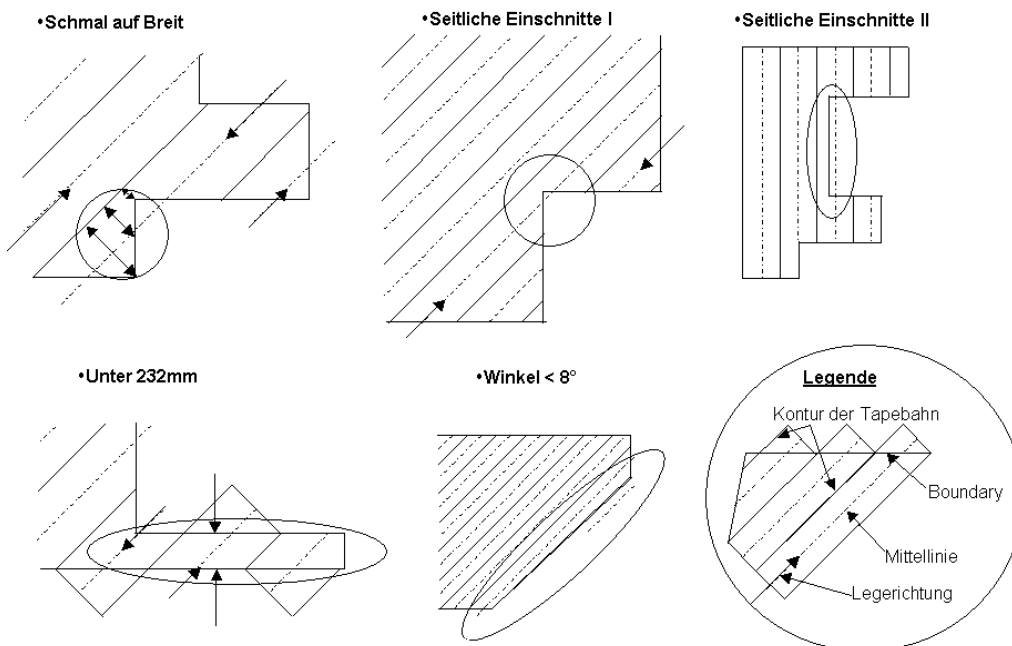 •Schmal auf Breit
•Seitliche Einschnitte I
•Seitliche Einschnitte II
•Unter 232mm
•Winkel < 8°
Legende
Kontur der Tapebahn
Boundary
Mittellinie
Legerichtung